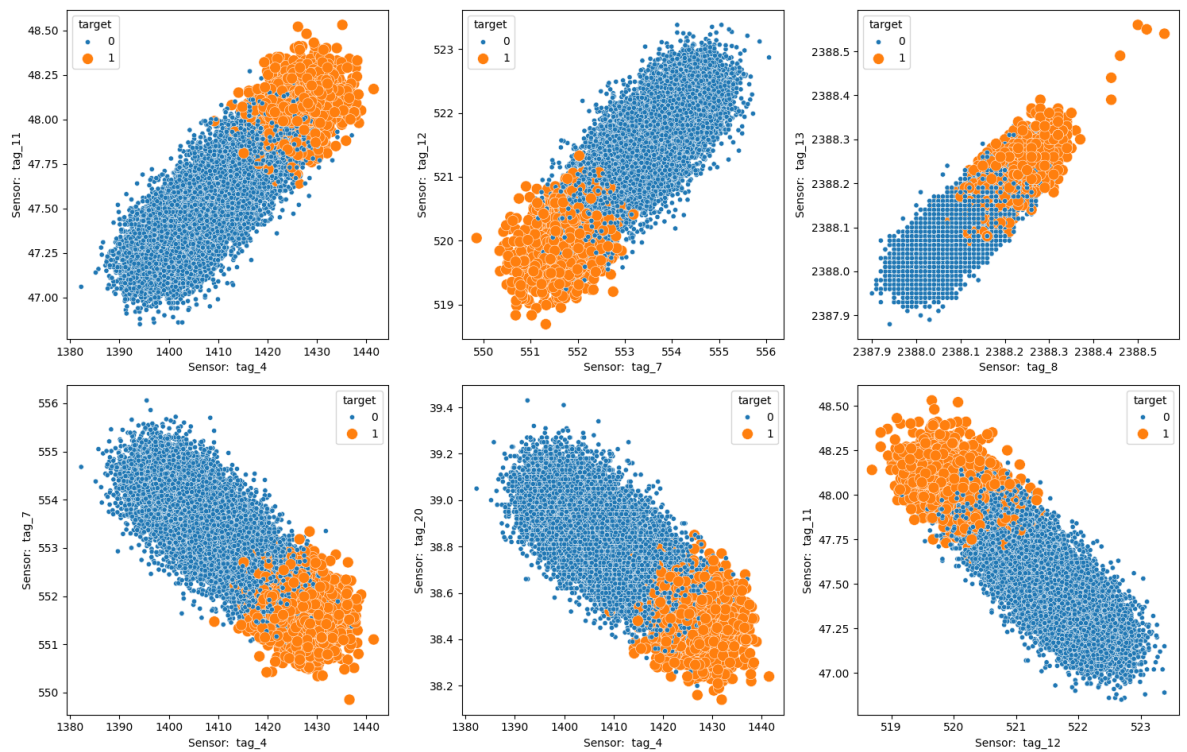 target
0
1
48.50
48.25
48.00
47.75
47.50
47.25
47.00
Sensor: tag_11
1380 1390 1400 1410 1420 1430 1440
Sensor: tag_4
target
0
1
523
522
521
520
519
Sensor: tag_12
550 551 552 553 554 555 556
Sensor: tag_7
target
0
1
2388.5
2388.4
2388.3
2388.2
2388.1
2388.0
2387.9
Sensor: tag_13
2387.9 2388.0 2388.1 2388.2 2388.3 2388.4 2388.5
Sensor: tag_8
target
0
1
556
555
554
553
552
551
550
Sensor: tag_7
1380 1390 1400 1410 1420 1430 1440
Sensor: tag_4
target
0
1
39.4
39.2
39.0
38.8
38.6
38.4
38.2
Sensor: tag_20
1380 1390 1400 1410 1420 1430 1440
Sensor: tag_4
target
0
1
48.50
48.25
48.00
47.75
47.50
47.25
47.00
Sensor: tag_11
519 520 521 522 523
Sensor: tag_12